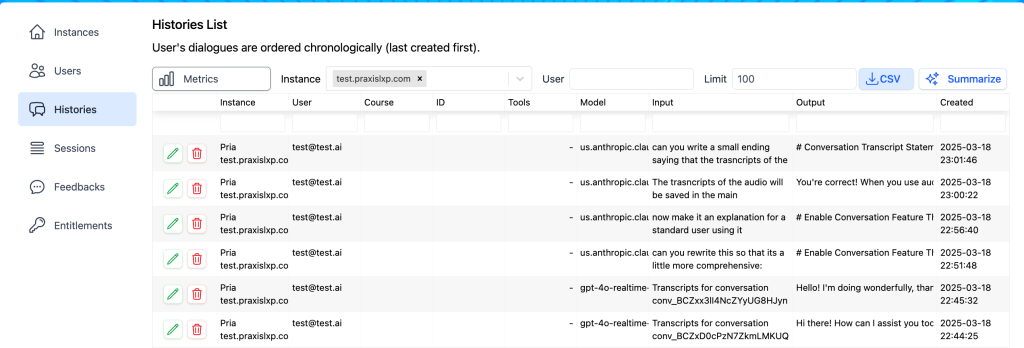 Histories List
Instances
User's dialogues are ordered chronologically (last created first).
Users
Metrics
Instance
test.praxislxp.com ×
User
Limit
100
CSV
Summarize
Histories
Sessions
Feedbacks
Entitlements
Instance User Course ID Tools Model Input Output Created
Pria test@test.ai - us.anthropic.clau can you write a small ending # Conversation Transcript Statem 2025-03-18
test.praxislxp.co saying that the trasncripts of the 23:01:46
Pria test@test.ai - us.anthropic.clau The trasncripts of the audio will You're correct! When you use aud 2025-03-18
test.praxislxp.co be saved in the main 23:00:22
Pria test@test.ai - us.anthropic.clau now make it an explanation for a # Enable Conversation Feature Th 2025-03-18
test.praxislxp.co standard user using it 22:56:40
Pria test@test.ai - us.anthropic.clau can you rewrite this so that its a # Enable Conversation Feature Th 2025-03-18
test.praxislxp.co little more comprehensive: 22:51:48
Pria test@test.ai - gpt-4o-realtime- Transcripts for conversation Hello! I'm doing wonderfully, than 2025-03-18
test.praxislxp.co conv_BCZxx3Il4NcZYyUG8HJyn 22:45:32
Pria test@test.ai - gpt-4o-realtime- Transcripts for conversation Hi there! How can I assist you toc 2025-03-18
test.praxislxp.co conv_BCZxD0cPzN7ZkmLMKUQ 22:44:25